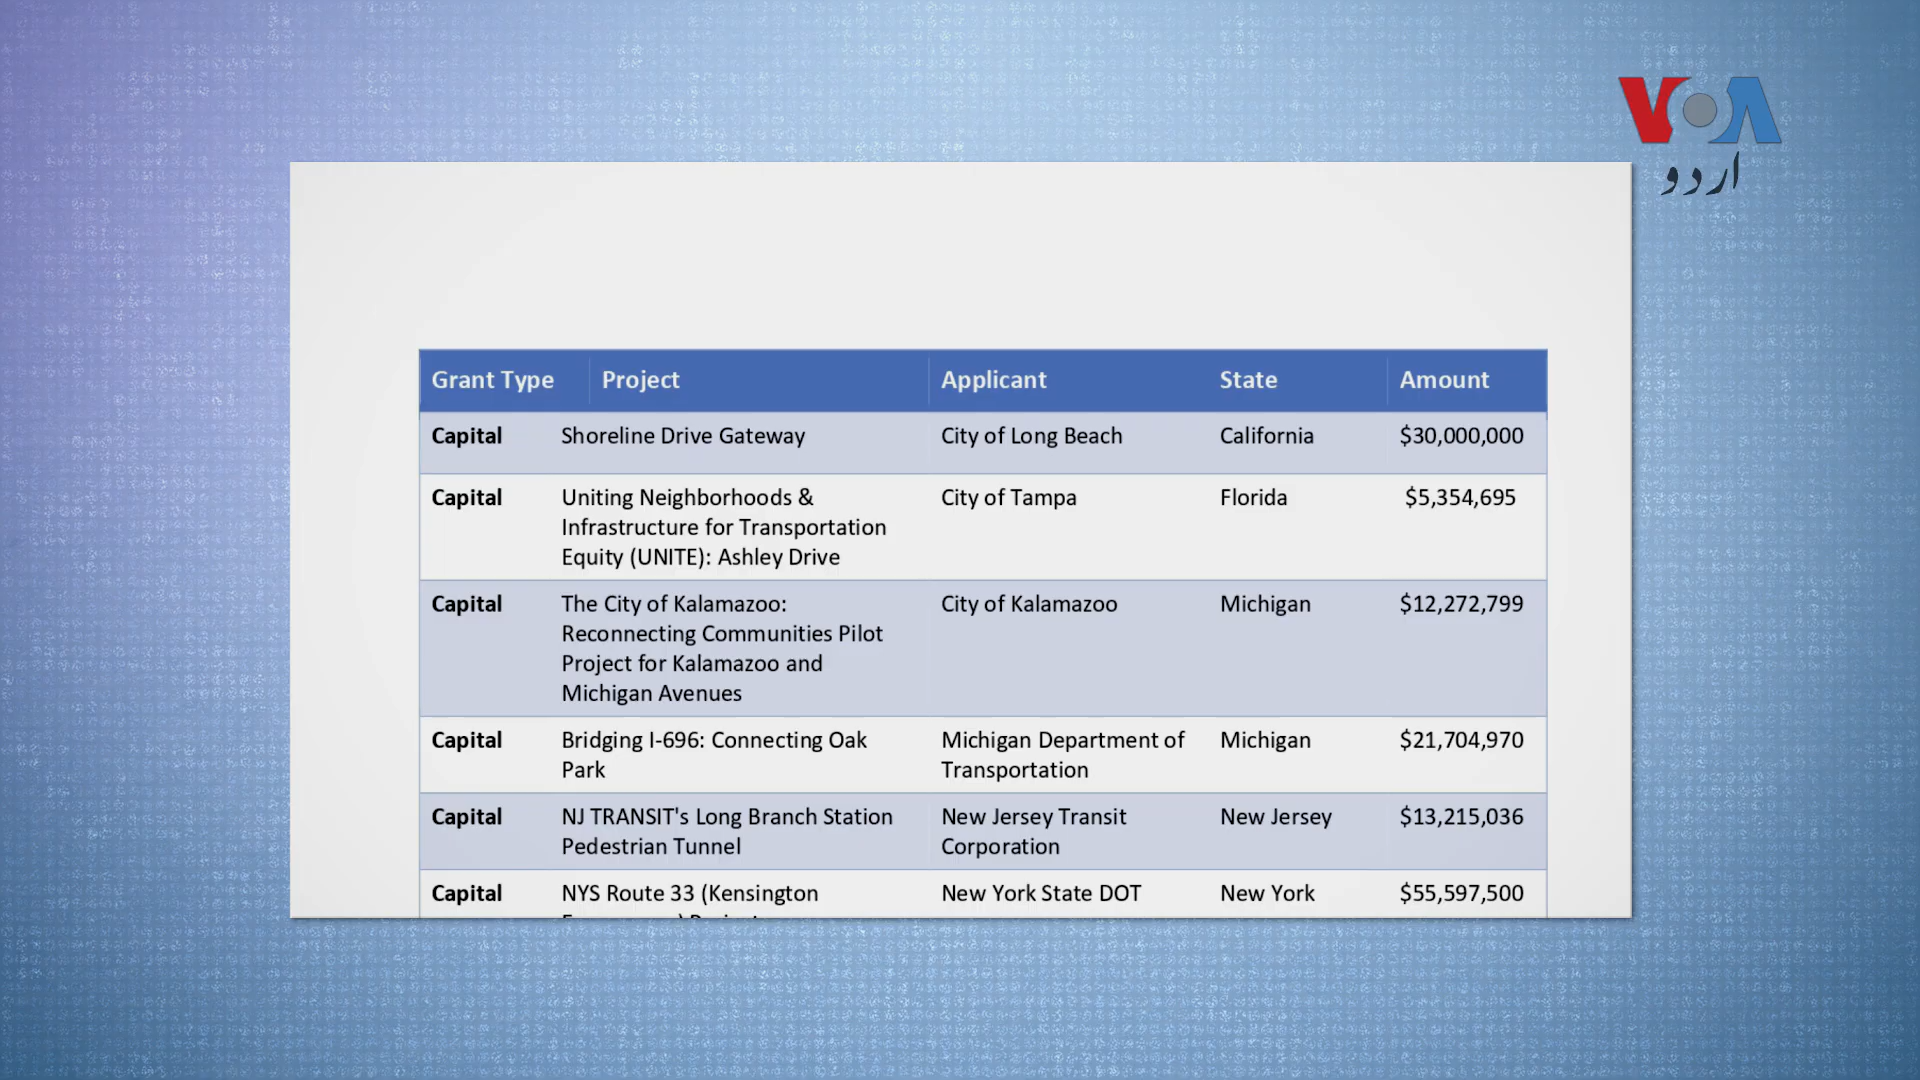 VOA
اردو
Grant Type Project Applicant State Amount
Capital Shoreline Drive Gateway City of Long Beach California $30,000,000
Capital Uniting Neighborhoods & City of Tampa Florida $5,354,695
Infrastructure for Transportation
Equity (UNITE): Ashley Drive
Capital The City of Kalamazoo: City of Kalamazoo Michigan $12,272,799
Reconnecting Communities Pilot
Project for Kalamazoo and
Michigan Avenues
Capital Bridging I-696: Connecting Oak Michigan Department of Michigan $21,704,970
Park Transportation
Capital NJ TRANSIT's Long Branch Station New Jersey Transit New Jersey $13,215,036
Pedestrian Tunnel Corporation
Capital NYS Route 33 (Kensington New York State DOT New York $55,597,500